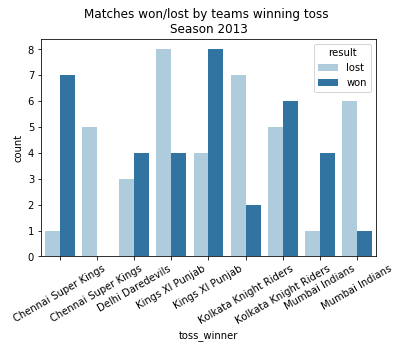 Matches won/lost by teams winning toss
Season 2013
result
lost
won
count
8
7
6
5
4
3
2
1
0
Chennai Super Kings
Chennai Super Kings
Delhi Daredevils
Kings XI Punjab
Kings XI Punjab
Kolkata Knight Riders
Kolkata Knight Riders
Mumbai Indians
Mumbai Indians
toss_winner